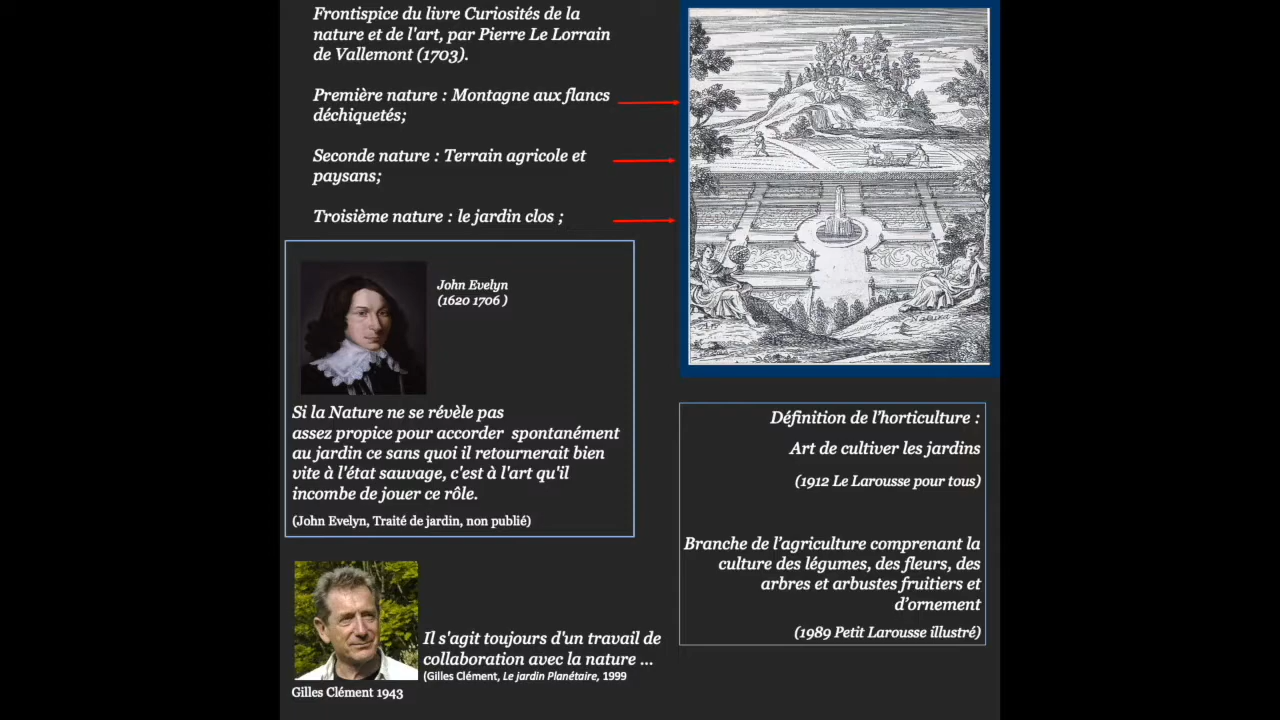 Frontispice du livre Curiosités de la
nature et de l'art, par Pierre Le Lorrain
de Vallemont (1703).
Première nature : Montagne aux flancs
déchiquetés;
Seconde nature : Terrain agricole et
paysans;
Troisième nature : le jardin clos ;
John Evelyn
(1620 1706 )
Si la Nature ne se révèle pas
assez propice pour accorder spontanément
au jardin ce sans quoi il retournerait bien
vite à l'état sauvage, c'est à l'art qu'il
incombe de jouer ce rôle.
(John Evelyn, Traité de jardin, non publié)
Il s'agit toujours d'un travail de
collaboration avec la nature ...
(Gilles Clément, Le jardin Planétaire, 1999
Gilles Clément 1943
Définition de l'horticulture :
Art de cultiver les jardins
(1912 Le Larousse pour tous)
Branche de l'agriculture comprenant la
culture des légumes, des fleurs, des
arbres et arbustes fruitiers et
d'ornement
(1989 Petit Larousse illustré)